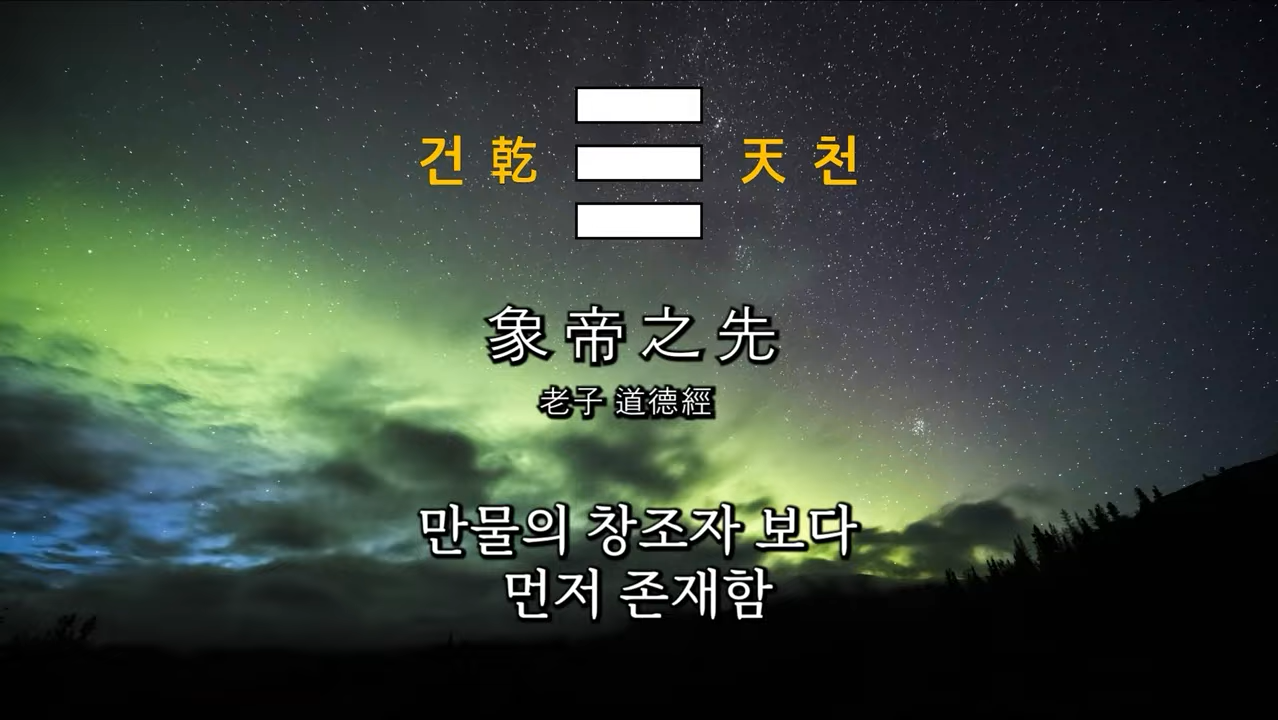 건 乾 天 천
象帝之先
老子 道德經
만물의 창조자 보다
먼저 존재함